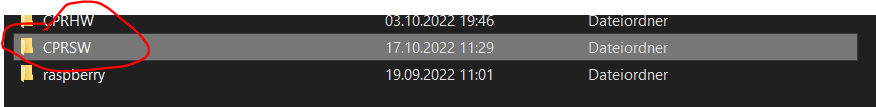 CPRHW 03.10.2022 19:46 Dateiordner
CPRSW 17.10.2022 11:29 Dateiordner
raspberry 19.09.2022 11:01 Dateiordner